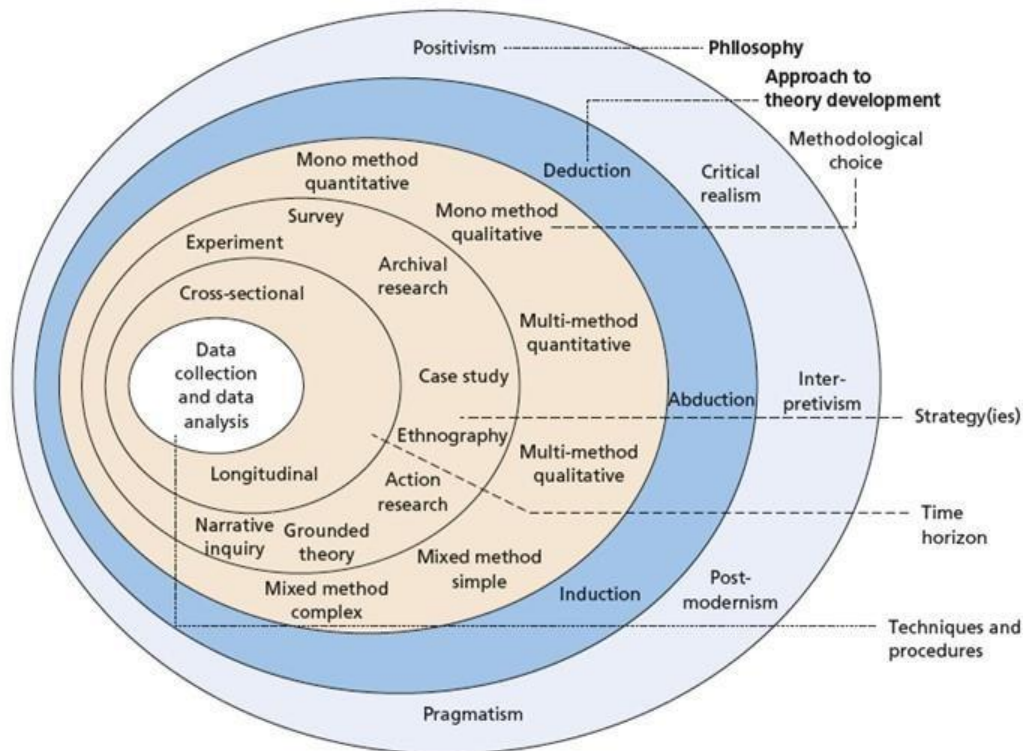 Positivism
Philosophy
Approach to
theory development
Methodological
choice
Deduction
Critical
realism
Mono method
quantitative
Mono method
qualitative
Survey
Experiment
Archival
research
Cross-sectional
Multi-method
quantitative
Data
collection
and data
analysis
Case study
Abduction
Inter-
pretivism
Strategy(ies)
Ethnography
Multi-method
qualitative
Longitudinal
Action
research
Time
horizon
Narrative
inquiry
Grounded
theory
Mixed method
simple
Mixed method
complex
Induction
Post-
modernism
Techniques and
procedures
Pragmatism